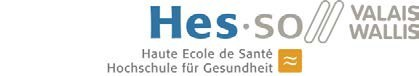 Hes·so VALAIS
WALLIS
Haute Ecole de Santé
Hochschule für Gesundheit